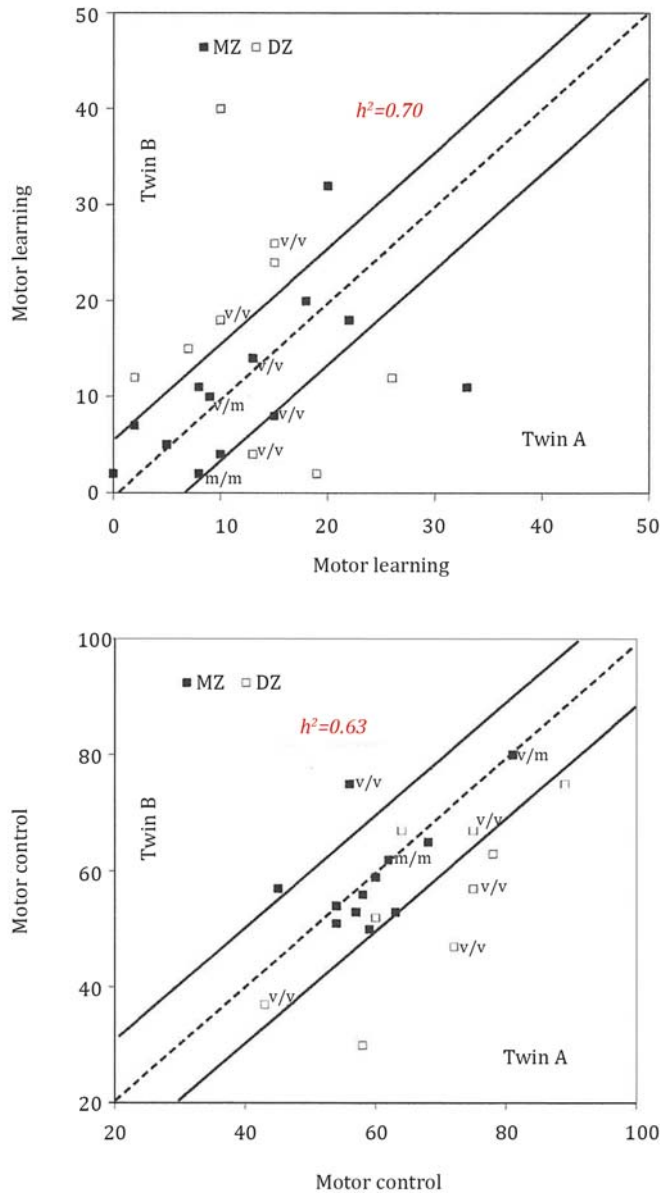 50
MZ DZ
h²=0.70
40
Twin B
Motor learning
30
v/v
20
v/v
v/v
10
v/m
v/v
Twin A
v/v
m/m
0
0 10 20 30 40 50
Motor learning
100
MZ DZ
h²=0.63
80
v/m
v/v
Twin B
v/v
Motor control
m/m
60
v/v
v/v
40
v/v
Twin A
20
20 40 60 80 100
Motor control